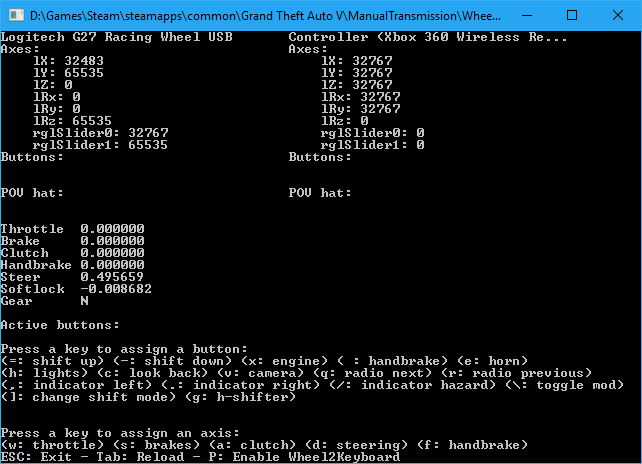 D:\Games\Steam\steamapps\common\Grand Theft Auto V\ManualTransmission\Whee...
Logitech G27 Racing Wheel USB Controller (Xbox 360 Wireless Re...
Axes: Axes:
lX: 32483 lX: 32767
lY: 65535 lY: 32767
lZ: 0 lZ: 32767
lRx: 0 lRx: 32767
lRy: 0 lRy: 32767
lRz: 65535 lRz: 0
rglSlider0: 32767 rglSlider0: 0
rglSlider1: 65535 rglSlider1: 0
Buttons: Buttons:
POV hat: POV hat:
Throttle 0.000000
Brake 0.000000
Clutch 0.000000
Handbrake 0.000000
Steer 0.495659
Softlock -0.008682
Gear N
Active buttons:
Press a key to assign a button:
(=: shift up) (-: shift down) (x: engine) ( : handbrake) (e: horn)
(h: lights) (c: look back) (v: camera) (q: radio next) (r: radio previous)
(,: indicator left) (.: indicator right) (/: indicator hazard) (\: toggle mod)
(]: change shift mode) (g: h-shifter)
Press a key to assign an axis:
(w: throttle) (s: brakes) (a: clutch) (d: steering) (f: handbrake)
ESC: Exit - Tab: Reload - P: Enable Wheel2Keyboard